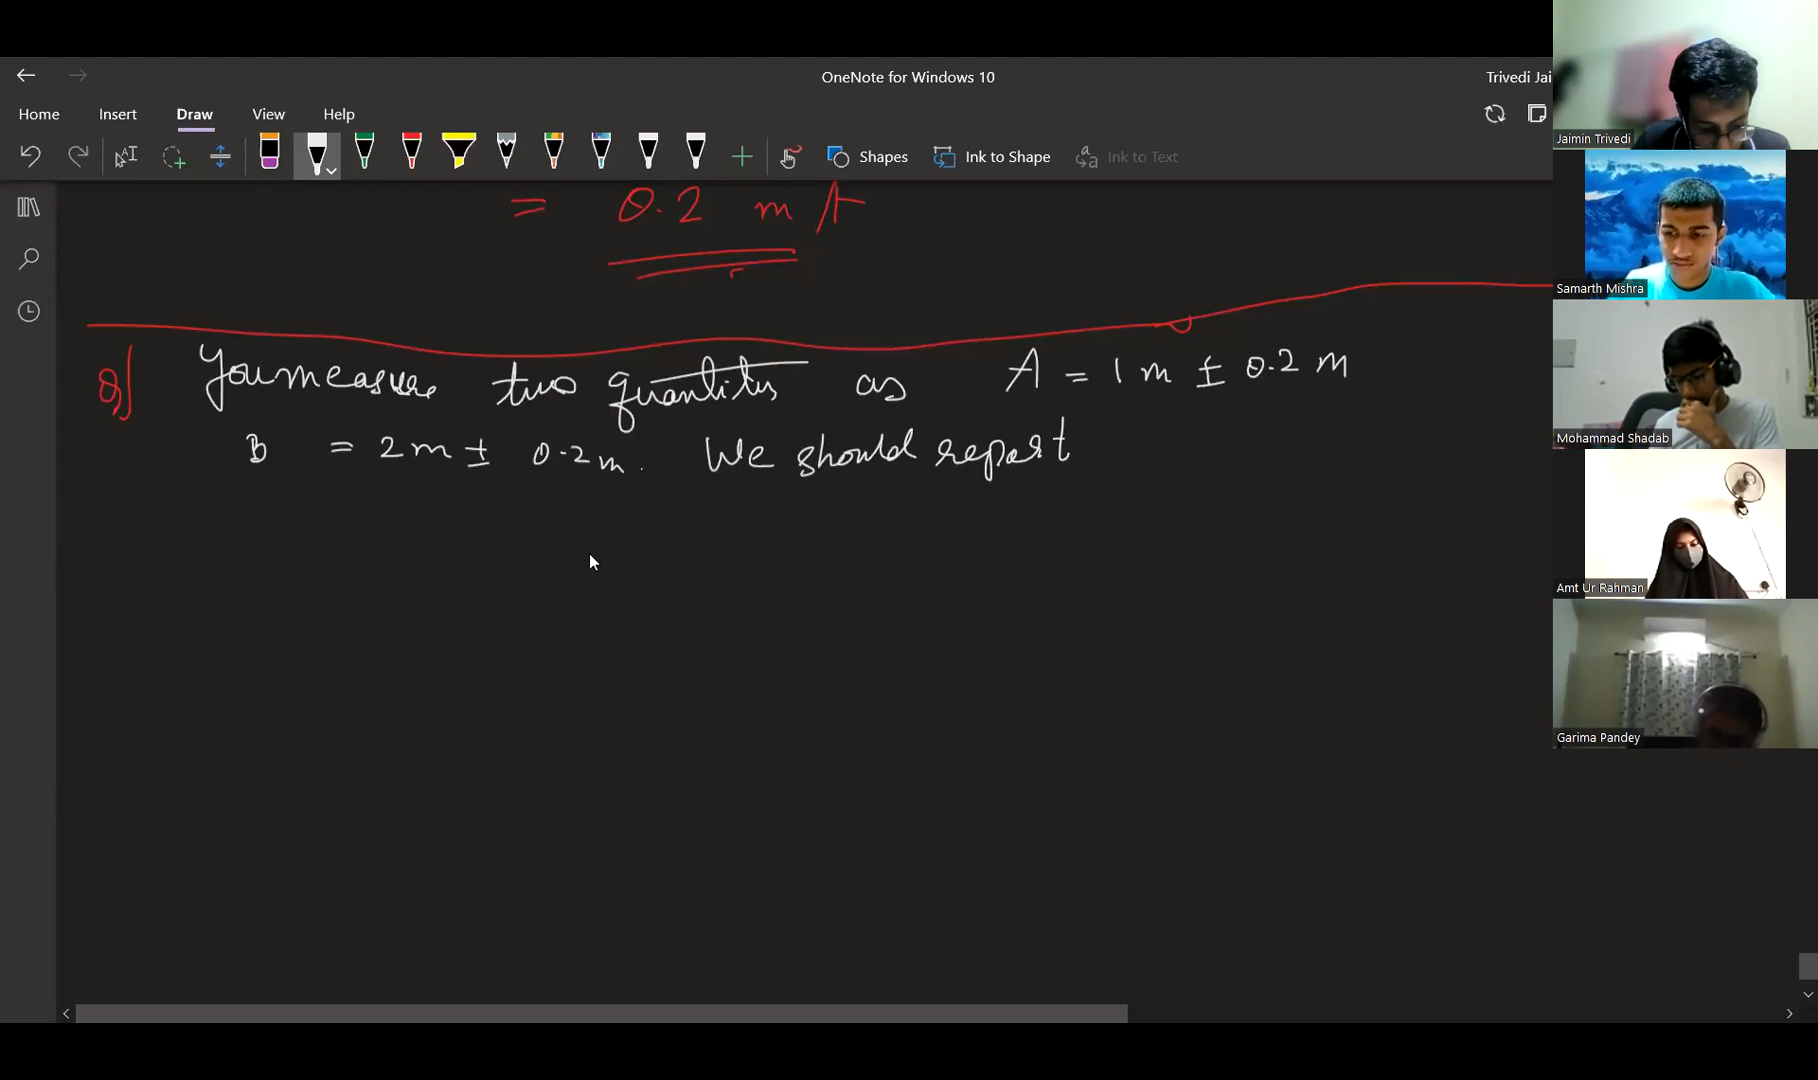 OneNote for Windows 10
Trivedi Jai
Home Insert Draw View Help
Shapes Ink to Shape Ink to Text
= 0.2 m
Q) You measure two quantities as A = 1 m ± 0.2 m
B = 2 m ± 0.2 m. We should report
Jaimin Trivedi
Samarth Mishra
Mohammad Shadab
Amt Ur Rahman
Garima Pandey